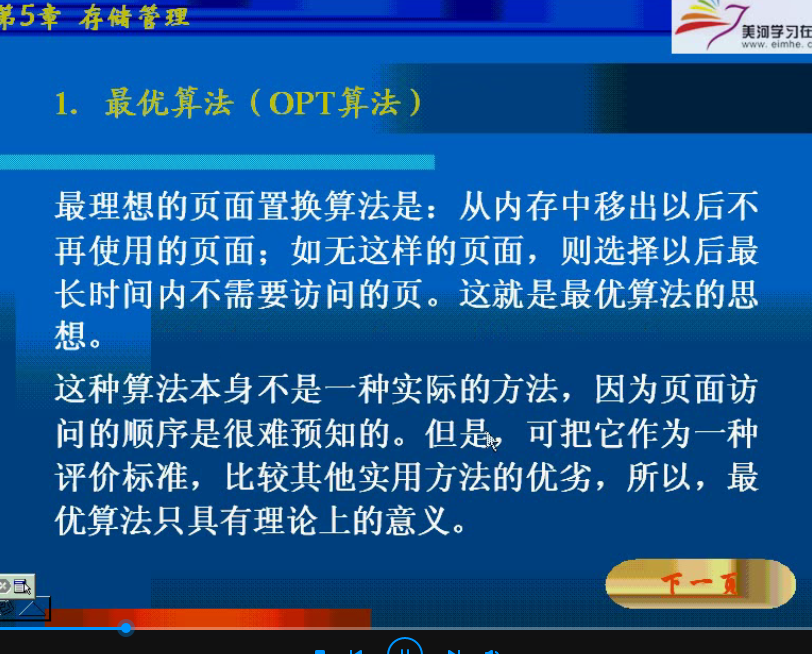 第5章 存储管理
美河学习在
www. eimhe. c
1. 最优算法（OPT算法）
最理想的页面置换算法是：从内存中移出以后不
再使用的页面；如无这样的页面，则选择以后最
长时间内不需要访问的页。这就是最优算法的思
想。
这种算法本身不是一种实际的方法，因为页面访
问的顺序是很难预知的。但是，可把它作为一种
评价标准，比较其他实用方法的优劣，所以，最
优算法只具有理论上的意义。
下一页